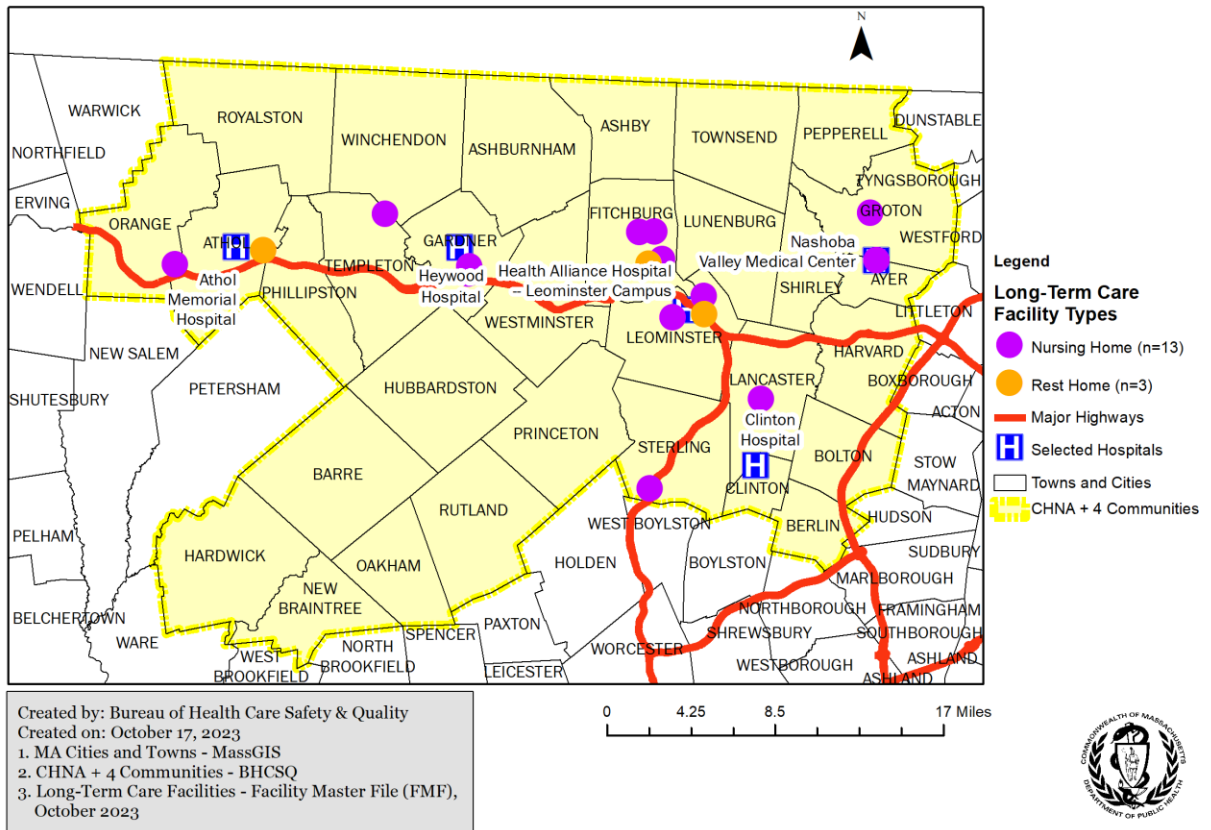 N
WARWICK
ROYALSTON
WINCHENDON
ASHBURNHAM
ASHBY
TOWNSEND
PEPPERELL
DUNSTABLE
NORTHFIELD
TYNGSBOROUGH
ERVING
ORANGE
ATHOL
H
GARDNER
H
FITCHBURG
LUNENBURG
GROTON
WESTFORD
WENDELL
Athol
Memorial
Hospital
PHILLIPSTON
TEMPLETON
Heywood
Hospital
Health Alliance Hospital
-- Leominster Campus
Nashoba
Valley Medical Center
SHIRLEY
AYER
LITTLETON
NEW SALEM
WESTMINSTER
LEOMINSTER
HARVARD
BOXBOROUGH
SHUTESBURY
PETERSHAM
HUBBARDSTON
LANCASTER
ACTON
Clinton
Hospital
H
PRINCETON
STERLING
BOLTON
STOW
BARRE
CLINTON
MAYNARD
RUTLAND
WEST BOYLSTON
BERLIN
HUDSON
PELHAM
HARDWICK
OAKHAM
HOLDEN
BOYLSTON
SUDBURY
NEW
BRAINTREE
MARLBOROUGH
BELCHERTOWN
WARE
SPENCER
PAXTON
NORTHBOROUGH
FRAMINGHAM
WEST
BROOKFIELD
NORTH
BROOKFIELD
LEICESTER
WORCESTER
SHREWSBURY
WESTBOROUGH
SOUTHBOROUGH
ASHLAND
ASHLAND
Legend
Long-Term Care
Facility Types
Nursing Home (n=13)
Rest Home (n=3)
Major Highways
H Selected Hospitals
Towns and Cities
CHNA + 4 Communities
Created by: Bureau of Health Care Safety & Quality
Created on: October 17, 2023
1. MA Cities and Towns - MassGIS
2. CHNA + 4 Communities - BHCSQ
3. Long-Term Care Facilities - Facility Master File (FMF),
October 2023
0 4.25 8.5 17 Miles
COMMONWEALTH OF MASSACHUSETTS
DEPARTMENT OF PUBLIC HEALTH